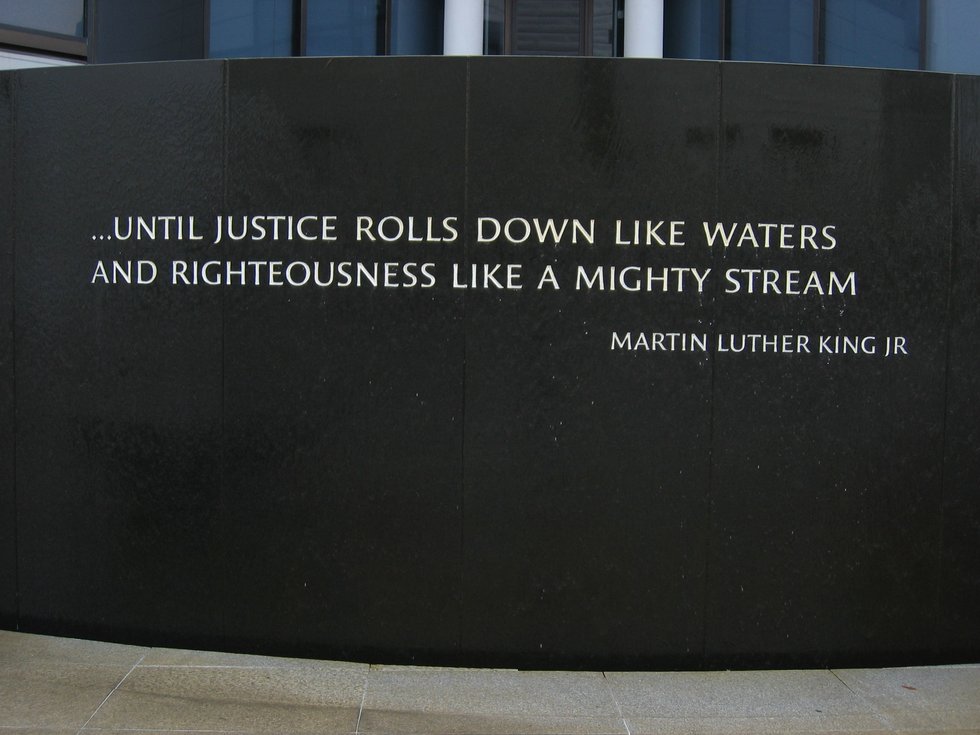 ...UNTIL JUSTICE ROLLS DOWN LIKE WATERS
AND RIGHTEOUSNESS LIKE A MIGHTY STREAM
MARTIN LUTHER KING JR